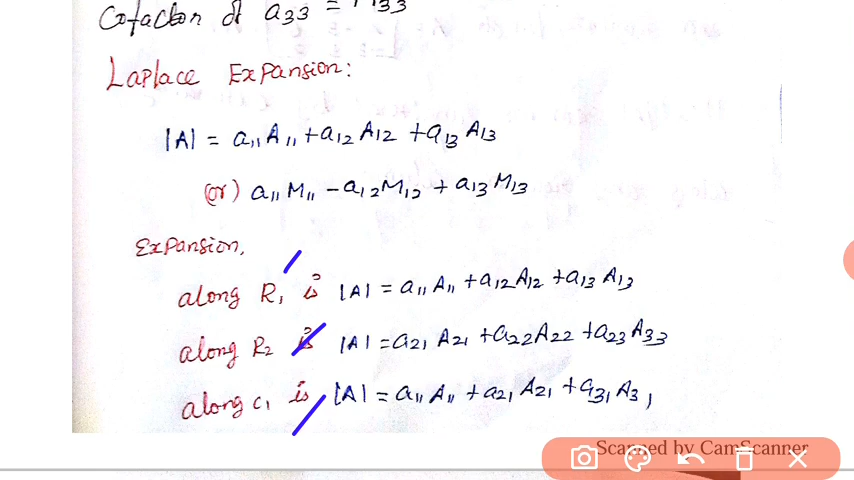 Cofactor of a33 = M33
Laplace Expansion:
|A| = a11 A11 + a12 A12 + a13 A13
(or) a11 M11 - a12 M12 + a13 M13
Expansion,
along R1 is |A| = a11 A11 + a12 A12 + a13 A13
along R2 is |A| = a21 A21 + a22 A22 + a23 A33
along c1 is |A| = a11 A11 + a21 A21 + a31 A31
Scanned by CamScanner